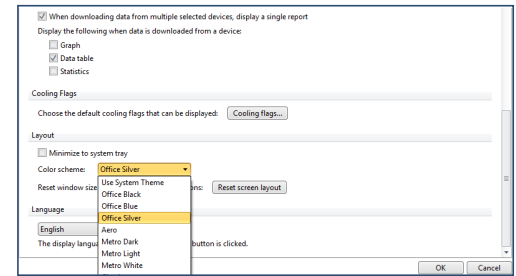 When downloading data from multiple selected devices, display a single report
Display the following when data is downloaded from a device:
Graph
Data table
Statistics
Cooling Flags
Choose the default cooling flags that can be displayed: Cooling flags...
Layout
Minimize to system tray
Color scheme: Office Silver
Use System Theme
Reset window size ons: Reset screen layout
Office Black
Office Blue
Language
Office Silver
English
Aero
The display langua button is clicked.
Metro Dark
Metro Light
Metro White
OK Cancel